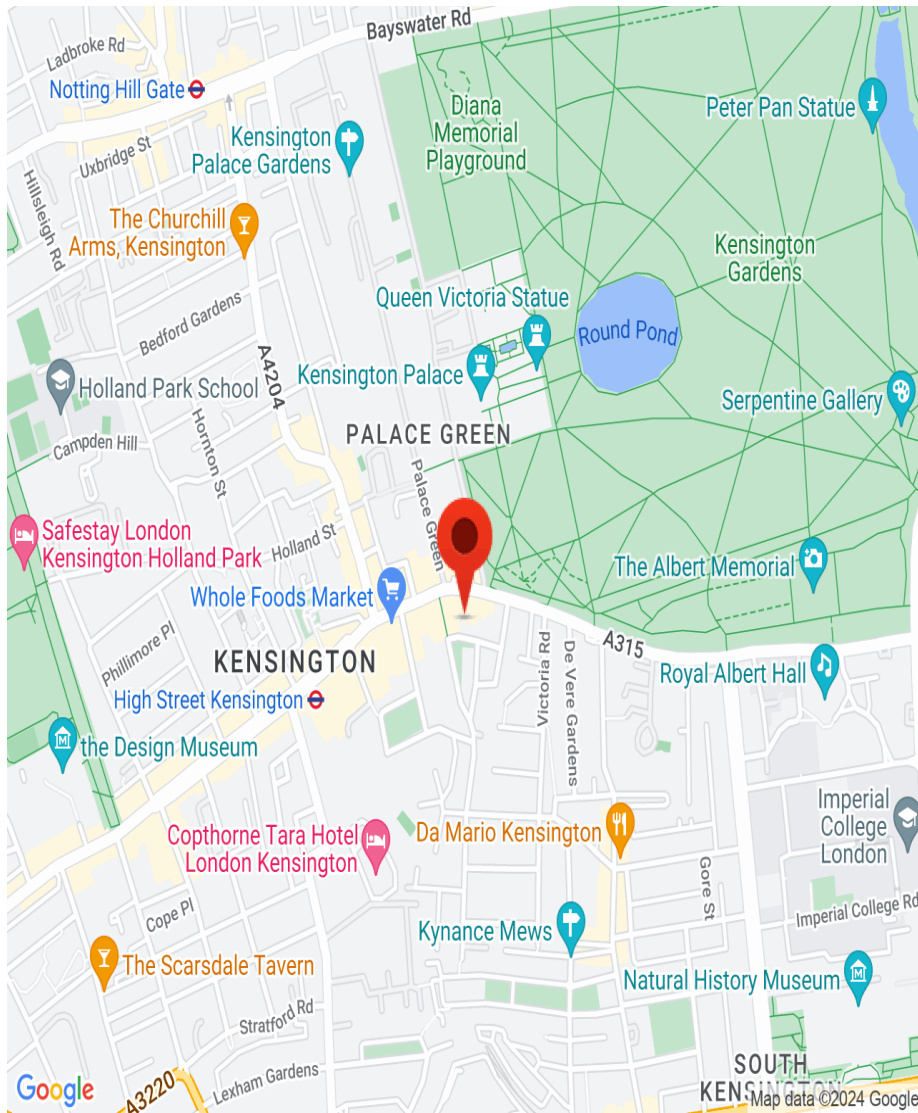 Bayswater Rd
Ladbroke Rd
Notting Hill Gate
Peter Pan Statue
Diana
Memorial
Playground
Kensington
Palace Gardens
Uxbridge St
Hillsleigh Rd
The Churchill
Arms, Kensington
Kensington
Gardens
Queen Victoria Statue
Bedford Gardens
Round Pond
A4204
Kensington Palace
Holland Park School
Serpentine Gallery
Hornton St
Campden Hill
PALACE GREEN
Palace Green
Safestay London
Kensington Holland Park
Holland St
The Albert Memorial
Whole Foods Market
Phillimore Pl
KENSINGTON
Victoria Rd
De Vere Gardens
A315
Royal Albert Hall
High Street Kensington
the Design Museum
Imperial
College
London
Copthorne Tara Hotel
London Kensington
Da Mario Kensington
Gore St
Cope Pl
Imperial College Rd
Kynance Mews
The Scarsdale Tavern
Natural History Museum
Stratford Rd
SOUTH
KENSINGTON
Google
A3220
Lexham Gardens
Map data ©2024 Google